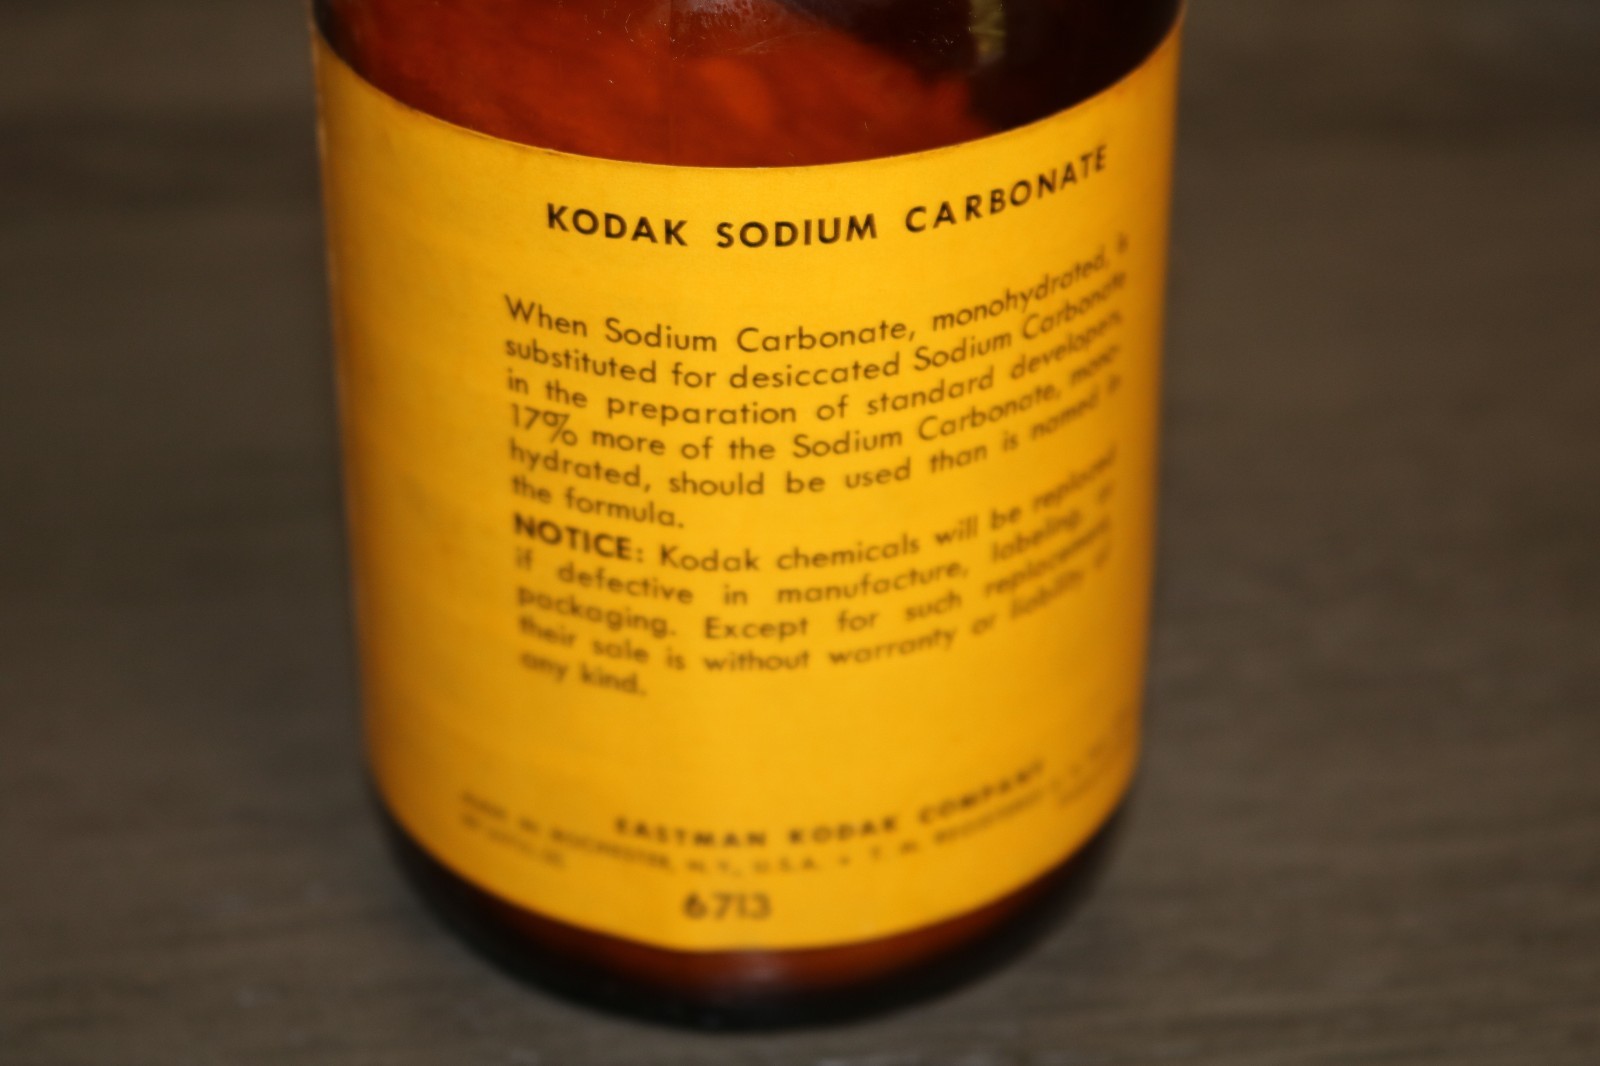 KODAK SODIUM CARBONATE
When Sodium Carbonate, monohydrated, is
substituted for desiccated Sodium Carbonate
in the preparation of standard developers,
17% more of the Sodium Carbonate, mono-
hydrated, should be used than is named in
the formula.
NOTICE: Kodak chemicals will be replaced
if defective in manufacture, labeling, or
packaging. Except for such replacement,
their sale is without warranty or liability of
any kind.
EASTMAN KODAK COMPANY
MADE IN ROCHESTER, N.Y., U.S.A. • T. M.
6713